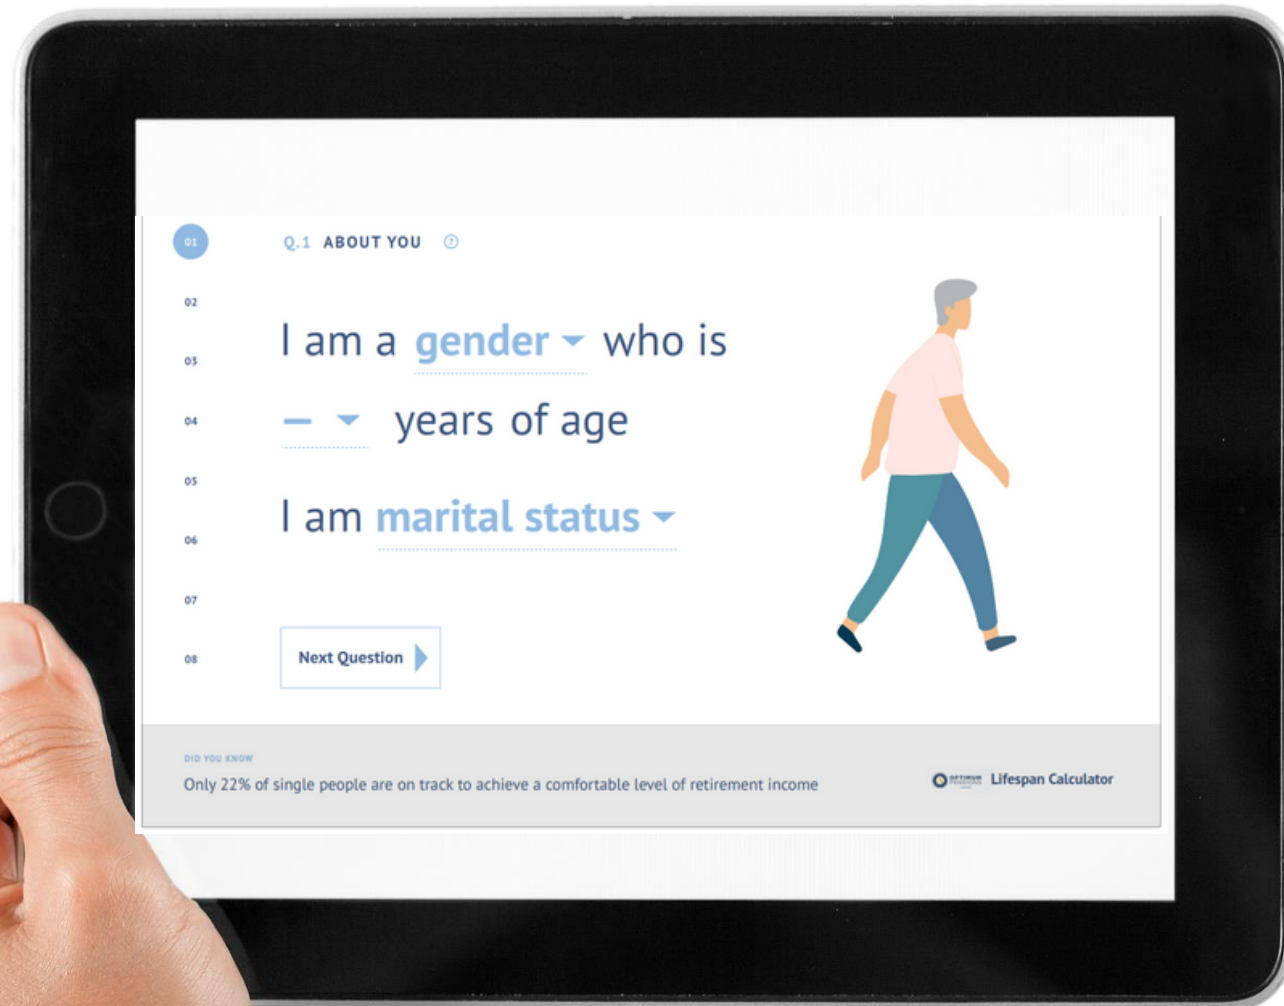 01
Q.1 ABOUT YOU ?
02
I am a gender who is
03
04
– years of age
05
I am marital status
06
07
Next Question
08
DID YOU KNOW
Only 22% of single people are on track to achieve a comfortable level of retirement income
OPTIMUM
PENSIONS
Lifespan Calculator